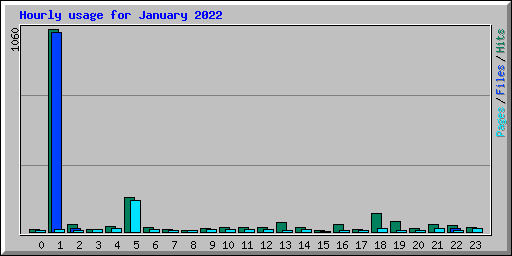 Hourly usage for January 2022
1060
Pages/Files/Hits
0 1 2 3 4 5 6 7 8 9 10 11 12 13 14 15 16 17 18 19 20 21 22 23